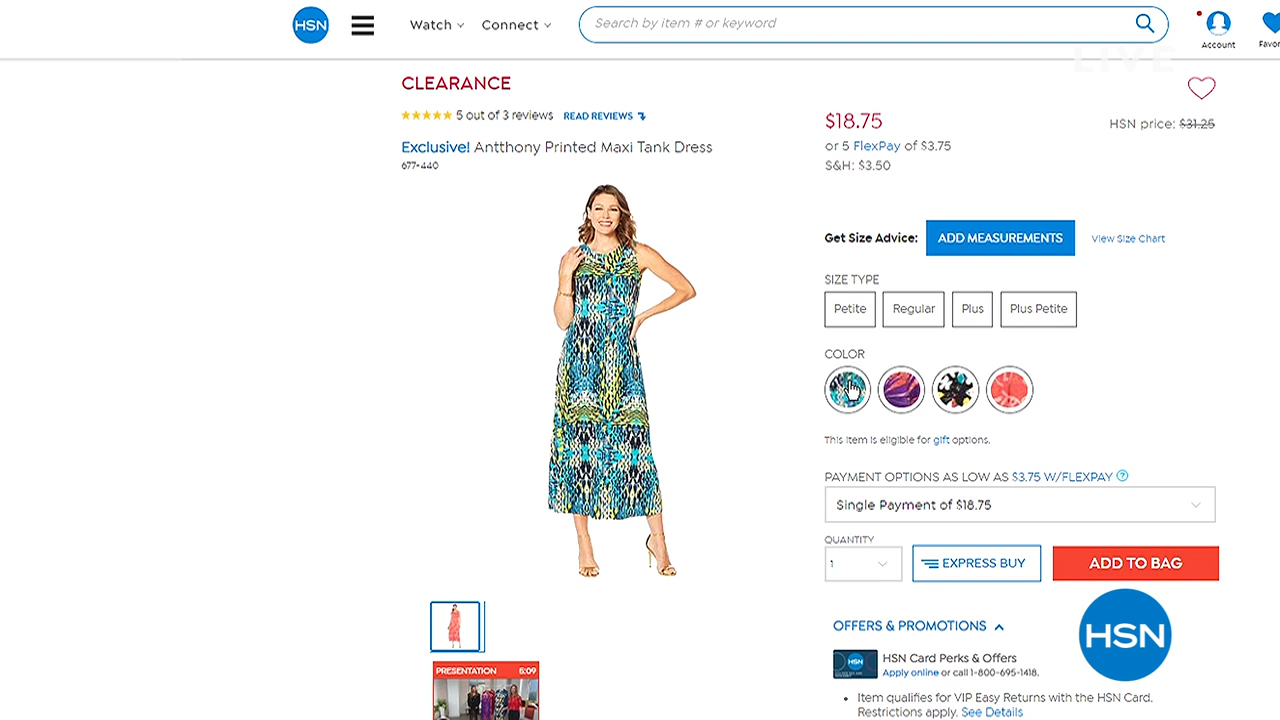 HSN
Watch
Connect
Search by item # or keyword
Account
Favor
LIVE
CLEARANCE
5 out of 3 reviews READ REVIEWS
Exclusive! Antthony Printed Maxi Tank Dress
677-440
$18.75
HSN price: $31.25
or 5 FlexPay of $3.75
S&H: $3.50
Get Size Advice: ADD MEASUREMENTS View Size Chart
SIZE TYPE
Petite Regular Plus Plus Petite
COLOR
This item is eligible for gift options.
PAYMENT OPTIONS AS LOW AS $3.75 W/FLEXPAY ?
Single Payment of $18.75
QUANTITY
1
EXPRESS BUY
ADD TO BAG
OFFERS & PROMOTIONS
HSN
HSN
HSN Card Perks & Offers
Apply online or call 1-800-695-1418.
• Item qualifies for VIP Easy Returns with the HSN Card.
Restrictions apply. See Details
PRESENTATION 5:09